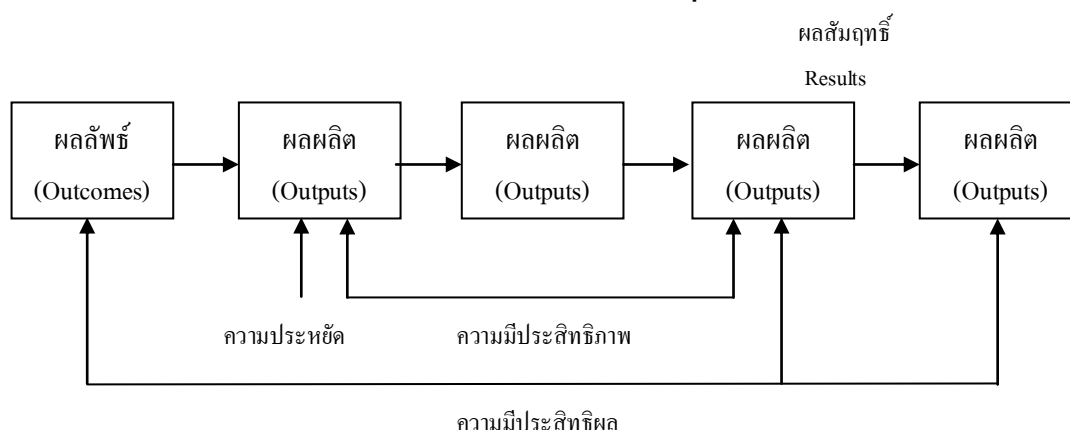 ผลสัมฤทธิ์
Results
ผลลัพธ์
(Outcomes)
ผลผลิต
(Outputs)
ผลผลิต
(Outputs)
ผลผลิต
(Outputs)
ผลผลิต
(Outputs)
ความประหยัด
ความมีประสิทธิภาพ
ความมีประสิทธิผล